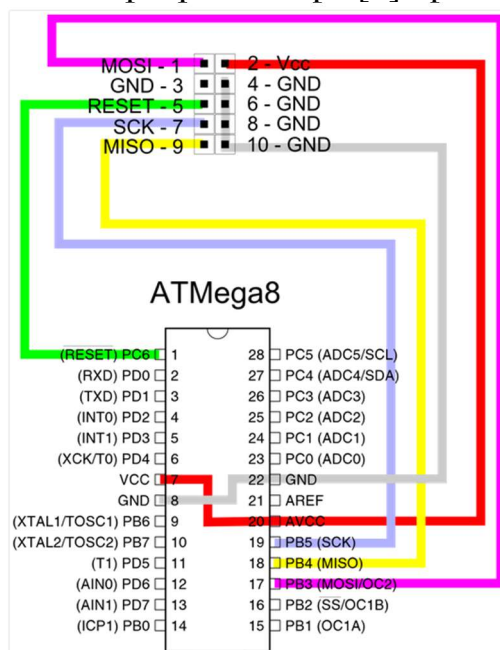 MOSI - 1 2 - Vcc
GND - 3 4 - GND
RESET - 5 6 - GND
SCK - 7 8 - GND
MISO - 9 10 - GND
ATMega8
(RESET) PC6 1 28 PC5 (ADC5/SCL)
(RXD) PD0 2 27 PC4 (ADC4/SDA)
(TXD) PD1 3 26 PC3 (ADC3)
(INT0) PD2 4 25 PC2 (ADC2)
(INT1) PD3 5 24 PC1 (ADC1)
(XCK/T0) PD4 6 23 PC0 (ADC0)
VCC 7 22 GND
GND 8 21 AREF
(XTAL1/TOSC1) PB6 9 20 AVCC
(XTAL2/TOSC2) PB7 10 19 PB5 (SCK)
(T1) PD5 11 18 PB4 (MISO)
(AIN0) PD6 12 17 PB3 (MOSI/OC2)
(AIN1) PD7 13 16 PB2 (SS/OC1B)
(ICP1) PB0 14 15 PB1 (OC1A)